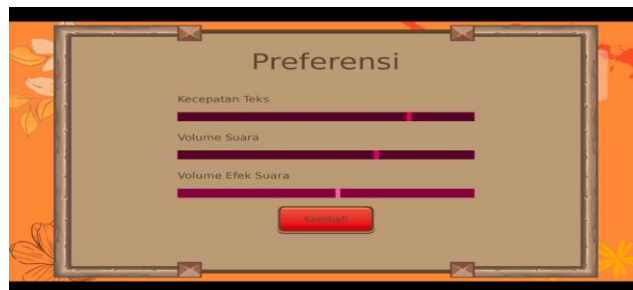 Preferensi
Kecepatan Teks
Volume Suara
Volume Efek Suara
Kembali